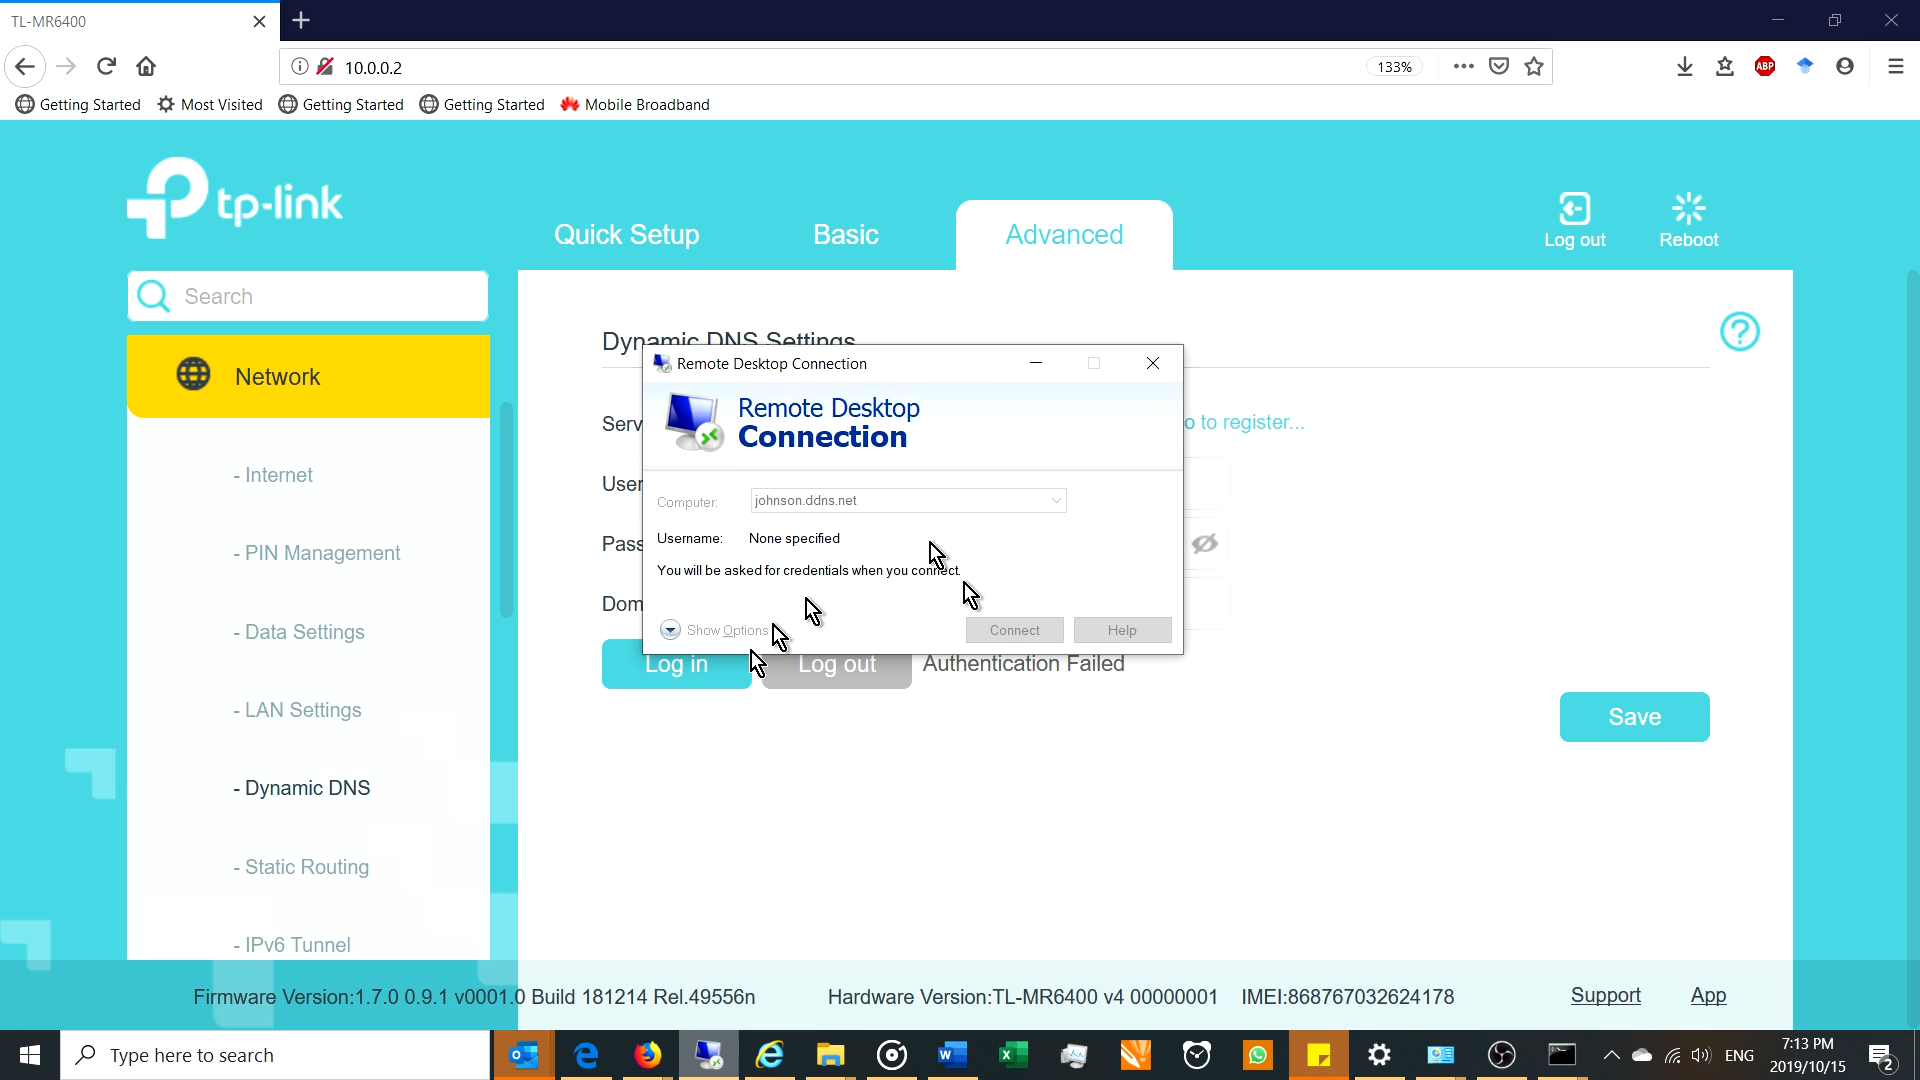 TL-MR6400
10.0.0.2
133%
Getting Started
Most Visited
Getting Started
Getting Started
Mobile Broadband
ABP
tp-link
Quick Setup
Basic
Advanced
Log out
Reboot
Search
Network
- Internet
- PIN Management
- Data Settings
- LAN Settings
- Dynamic DNS
- Static Routing
- IPv6 Tunnel
Dynamic DNS Settings
Serv
o to register...
User
Pass
Dom
Remote Desktop Connection
Remote Desktop
Connection
Computer:
johnson.ddns.net
Username:
None specified
You will be asked for credentials when you connect.
Show Options
Connect
Help
Log in
Log out
Authentication Failed
Save
Firmware Version:1.7.0 0.9.1 v0001.0 Build 181214 Rel.49556n
Hardware Version:TL-MR6400 v4 00000001
IMEI:868767032624178
Support
App
Type here to search
ENG
7:13 PM
2019/10/15
2